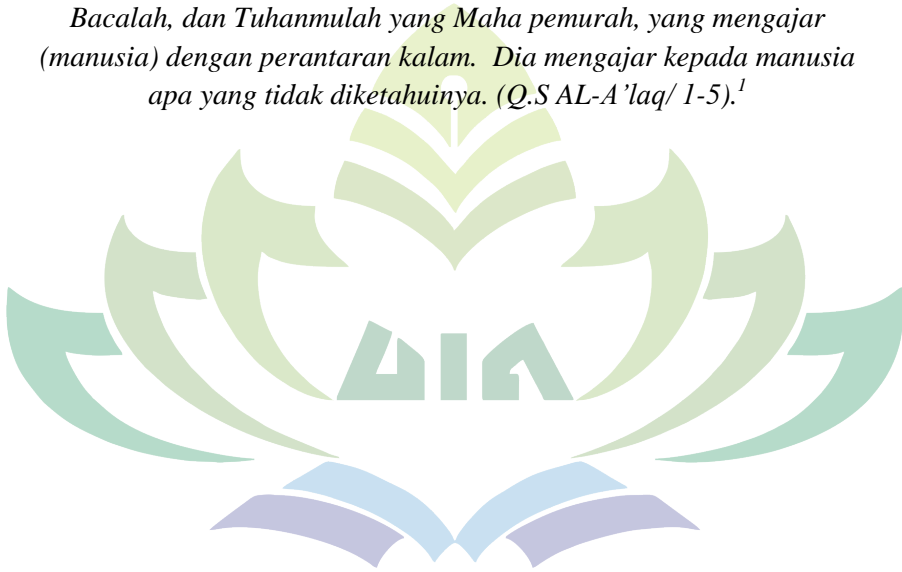 Bacalah, dan Tuhanmulah yang Maha pemurah, yang mengajar
(manusia) dengan perantaran kalam. Dia mengajar kepada manusia
apa yang tidak diketahuinya. (Q.S AL-A’laq/ 1-5).¹